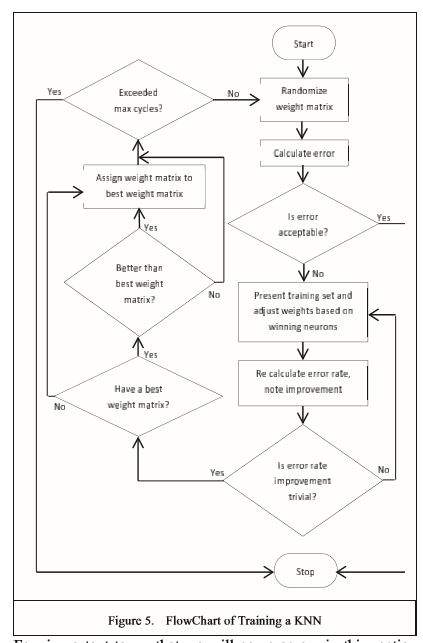 Start
Exceeded
max cycles?
Yes
No
Randomize
weight matrix
Calculate error
Assign weight matrix to
best weight matrix
Is error
acceptable?
Yes
Yes
No
Better than
best weight
matrix?
No
Present training set and
adjust weights based on
winning neurons
Yes
Re calculate error rate,
note improvement
Have a best
weight matrix?
No
Yes
Is error rate
improvement
trivial?
No
Stop
Figure 5. FlowChart of Training a KNN